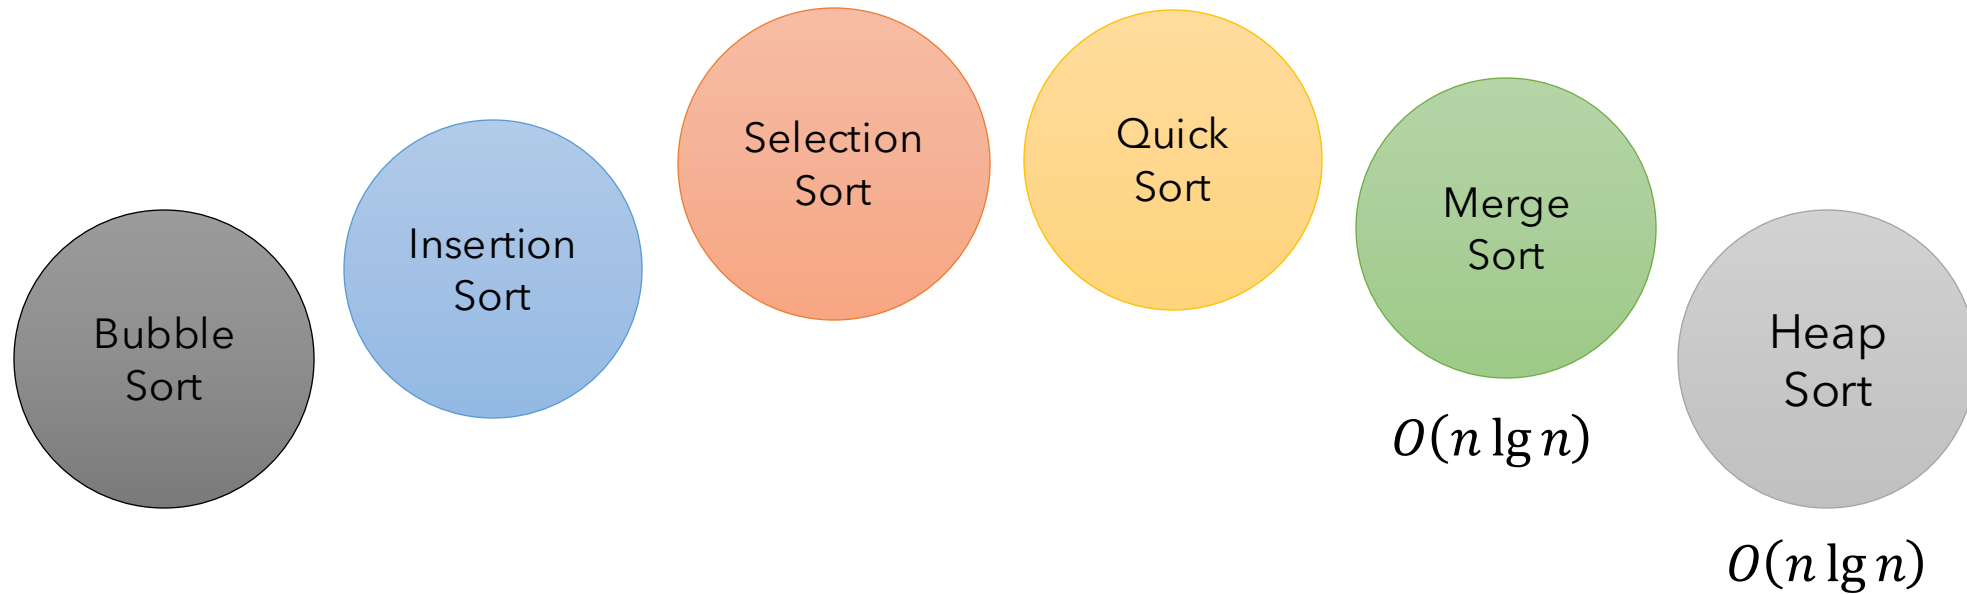 Bubble
Sort
Insertion
Sort
Selection
Sort
Quick
Sort
Merge
Sort
O(n lg n)
Heap
Sort
O(n lg n)